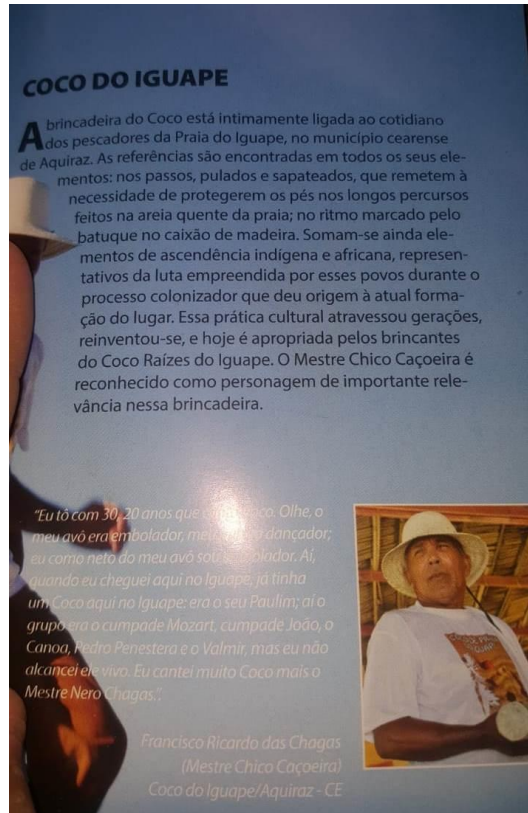 COCO DO IGUAPE
A brincadeira do Coco está intimamente ligada ao cotidiano
dos pescadores da Praia do Iguape, no município cearense
de Aquiraz. As referências são encontradas em todos os seus ele-
mentos: nos passos, pulados e sapateados, que remetem à
necessidade de protegerem os pés nos longos percursos
feitos na areia quente da praia; no ritmo marcado pelo
batuque no caixão de madeira. Somam-se ainda ele-
mentos de ascendência indígena e africana, represen-
tativos da luta empreendida por esses povos durante o
processo colonizador que deu origem à atual forma-
ção do lugar. Essa prática cultural atravessou gerações,
reinventou-se, e hoje é apropriada pelos brincantes
do Coco Raízes do Iguape. O Mestre Chico Caçoeira é
reconhecido como personagem de importante rele-
vância nessa brincadeira.
"Eu tô com 30, 20 anos que coco. Olhe, o
meu avô era embolador, dançador;
eu como neto do meu avô sou embolador. Aí,
quando eu cheguei aqui no Iguape, já tinha
um Coco aqui no Iguape: era o seu Paulim; aí o
grupo era o cumpade Mozart, cumpade João, o
Canoa, Pedro Penestera e o Valmir, mas eu não
alcancei ele vivo. Eu cantei muito Coco mais o
Mestre Nero Chagas.".
Francisco Ricardo das Chagas
(Mestre Chico Caçoeira)
Coco do Iguape/Aquiraz - CE